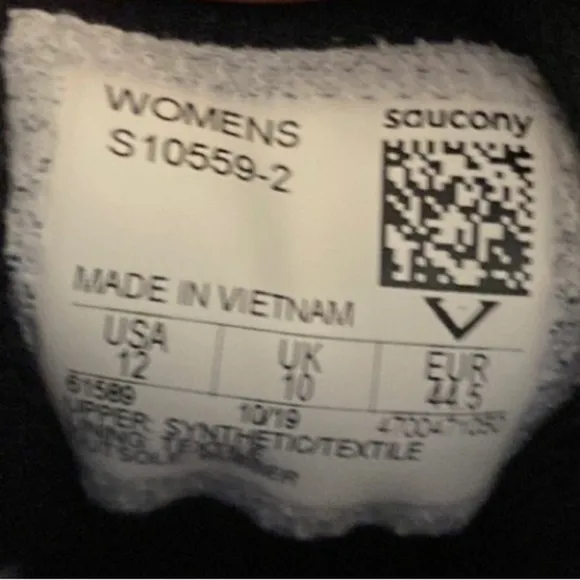 WOMENS
S10559-2
saucony
MADE IN VIETNAM
USA UK EUR
12 10 44.5
61589 10/19
UPPER: SYNTHETIC/TEXTILE
LINING: